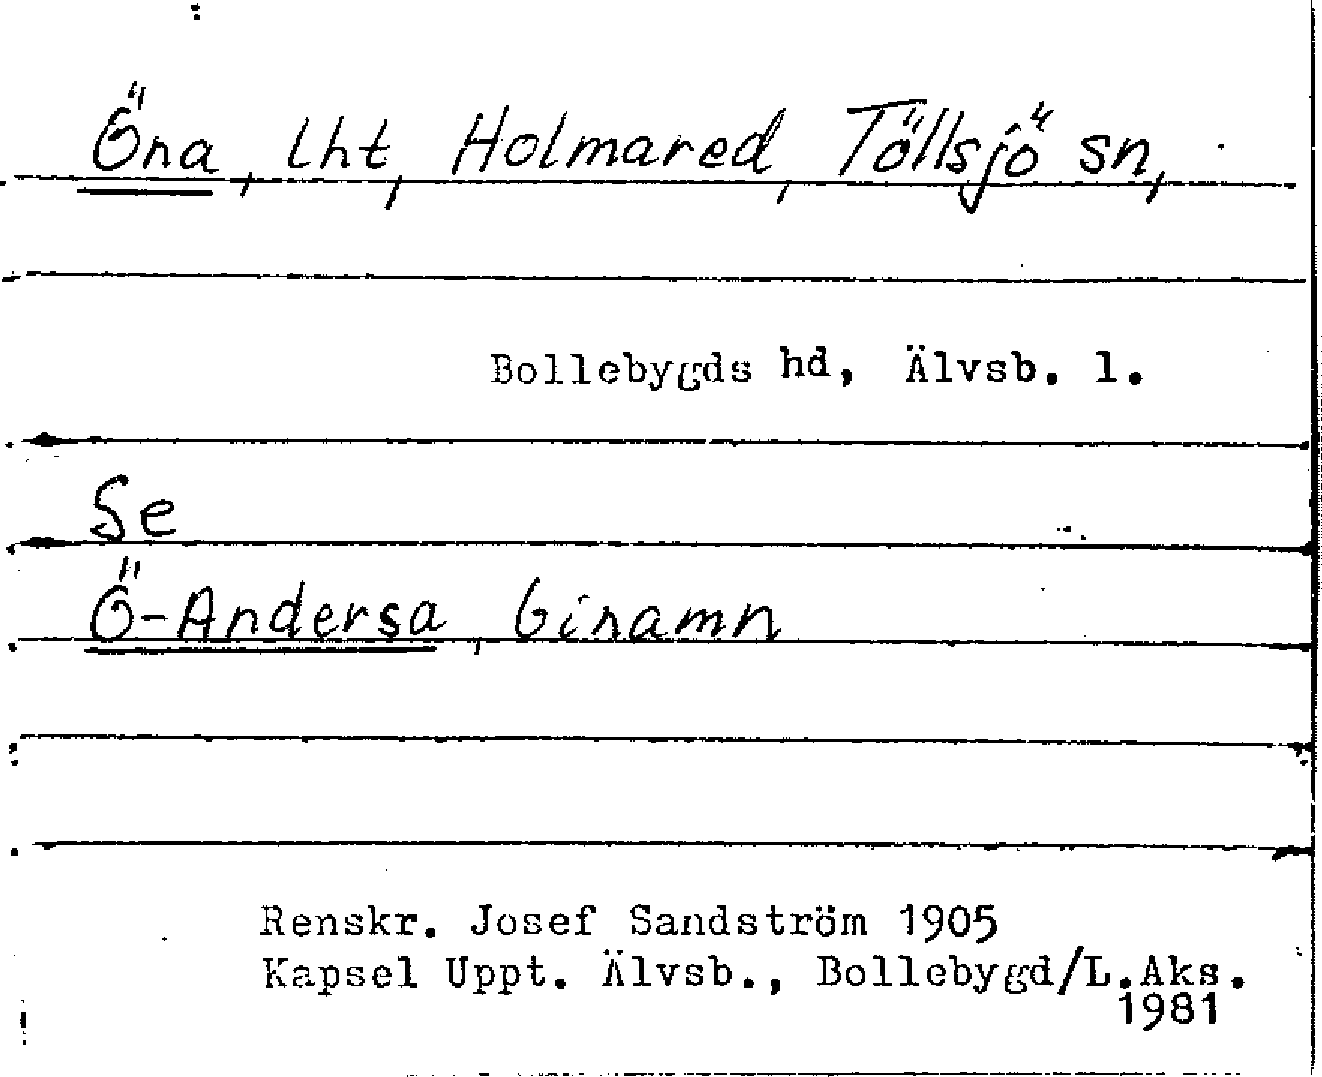 Öna, lht, Holmared, Töllsjö sn,
Bollebygds hd, Älvsb. l.
Se
Ö-Andersa, binamn
Renskr. Josef Sandström 1905
Kapsel Uppt. Älvsb., Bollebygd/L.Aks.
1981